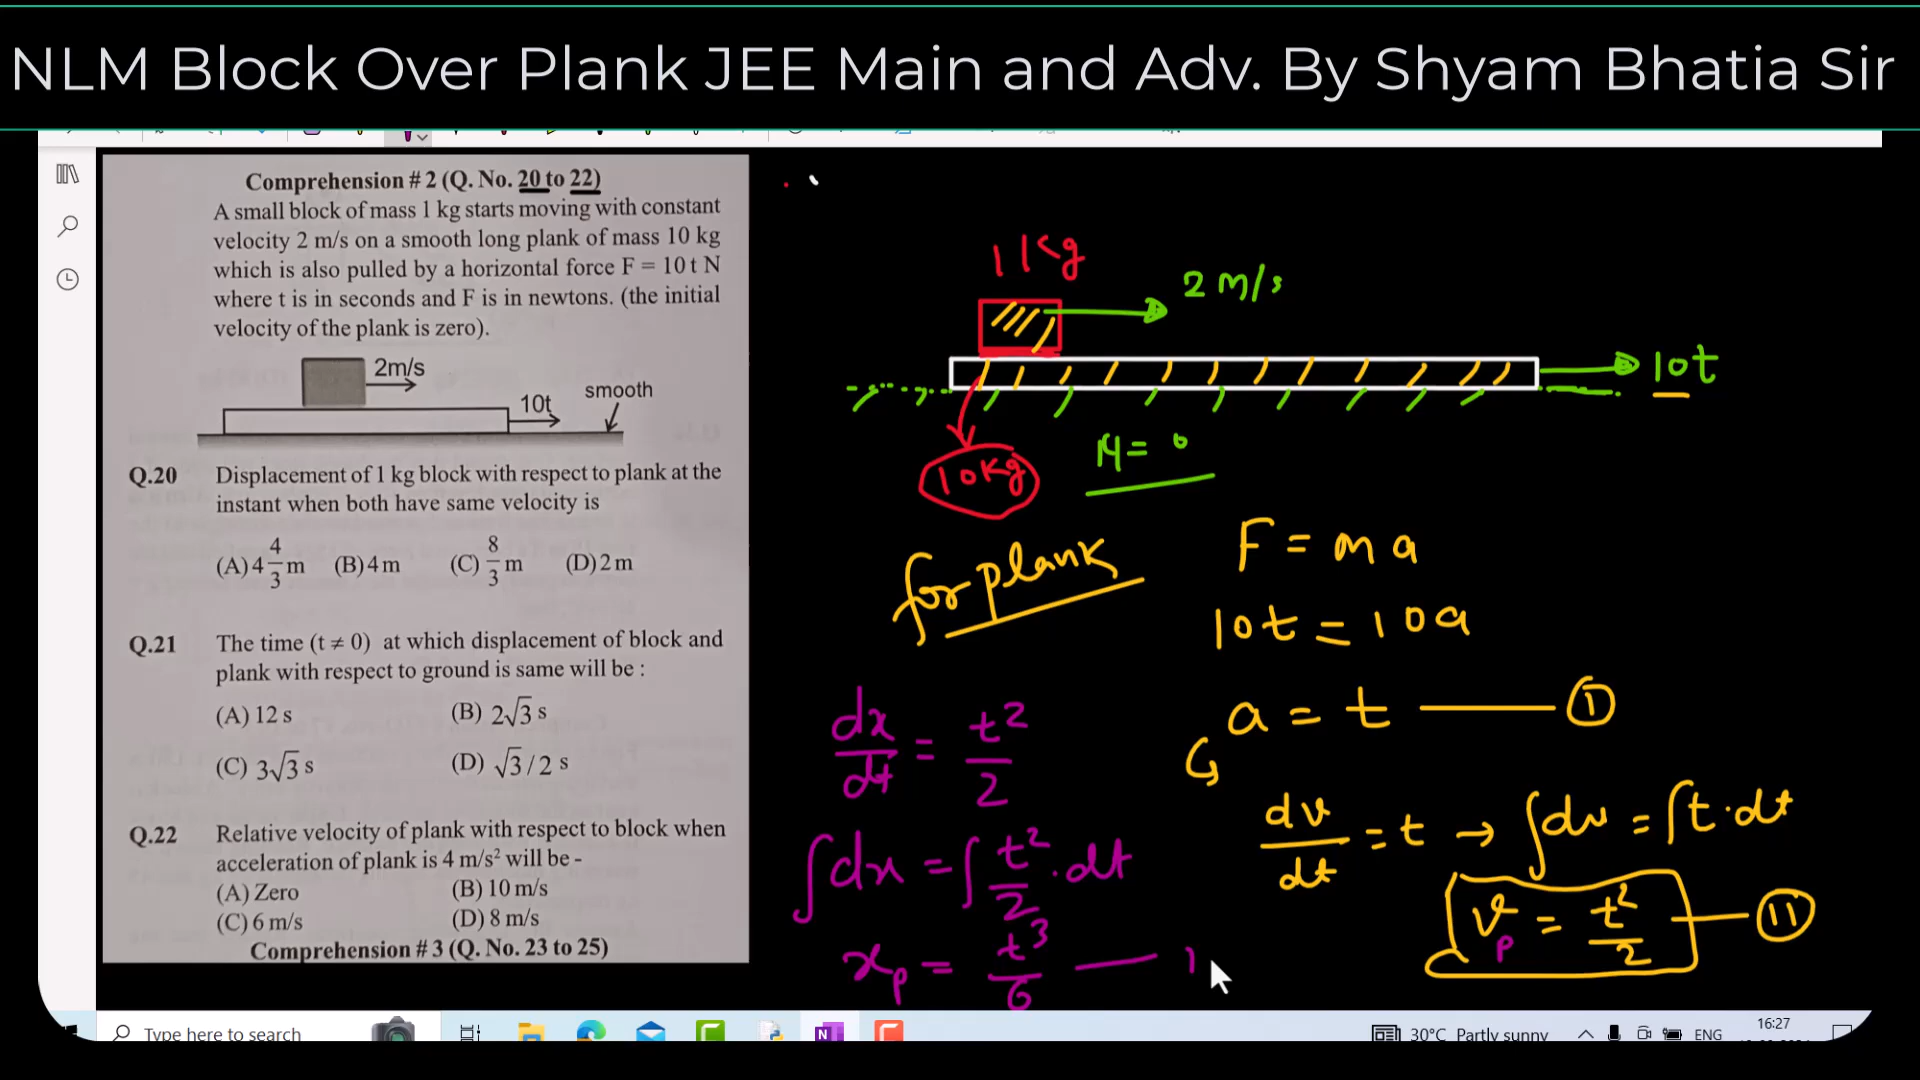 NLM Block Over Plank JEE Main and Adv. By Shyam Bhatia Sir
Comprehension # 2 (Q. No. 20 to 22)
A small block of mass 1 kg starts moving with constant
velocity 2 m/s on a smooth long plank of mass 10 kg
which is also pulled by a horizontal force F = 10 t N
where t is in seconds and F is in newtons. (the initial
velocity of the plank is zero).
2m/s
10t
smooth
Q.20 Displacement of 1 kg block with respect to plank at the
instant when both have same velocity is
(A) 4 4/3 m (B) 4 m (C) 8/3 m (D) 2 m
Q.21 The time (t ≠ 0) at which displacement of block and
plank with respect to ground is same will be :
(A) 12 s (B) 2√3 s
(C) 3√3 s (D) √3 / 2 s
Q.22 Relative velocity of plank with respect to block when
acceleration of plank is 4 m/s² will be -
(A) Zero (B) 10 m/s
(C) 6 m/s (D) 8 m/s
Comprehension # 3 (Q. No. 23 to 25)
1 kg
2 m/s
10t
10kg
μ = 0
for plank
F = m a
10t = 10a
a = t — (I)
dv/dt = t → ∫dv = ∫t·dt
v_p = t²/2 — (II)
dx/dt = t²/2
∫dx = ∫t²/2 · dt
x_p = t³/6 —
Type here to search
30°C Partly sunny
ENG
16:27